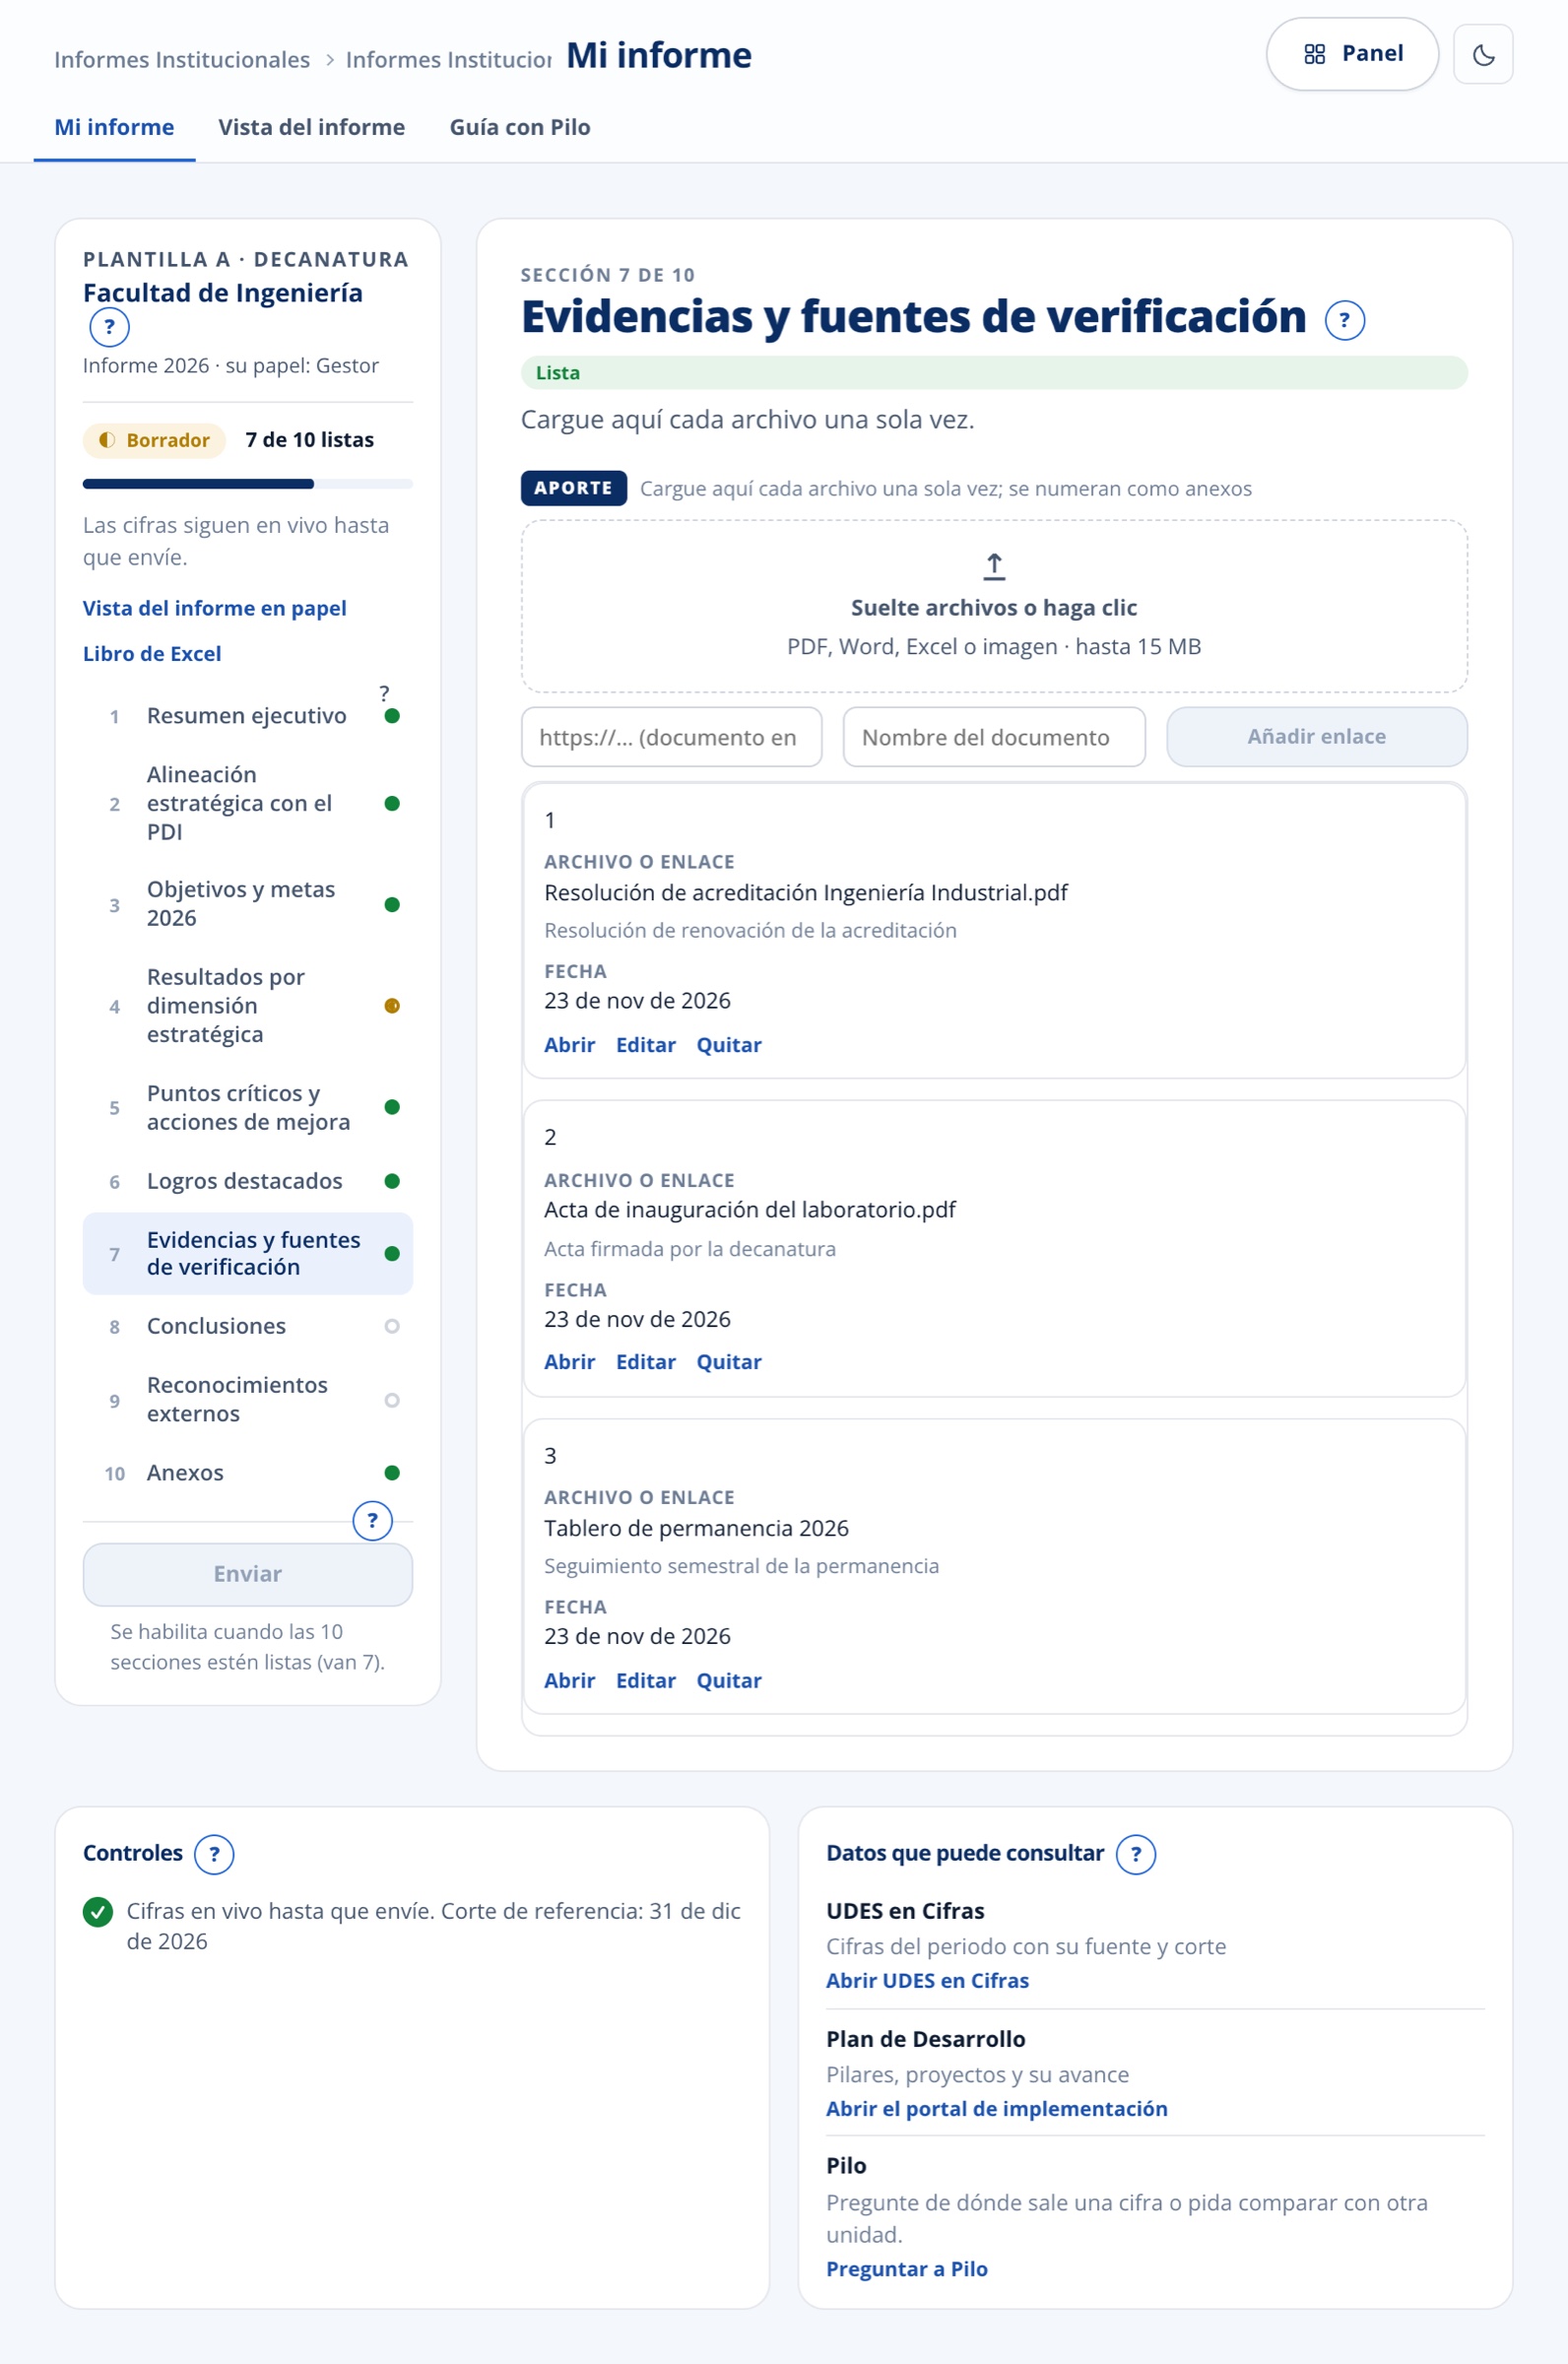 Informes Institucionales > Informes Institucior Mi informe
Panel
Mi informe
Vista del informe
Guía con Pilo
PLANTILLA A · DECANATURA
Facultad de Ingeniería
?
Informe 2026 · su papel: Gestor
Borrador
7 de 10 listas
Las cifras siguen en vivo hasta
que envíe.
Vista del informe en papel
Libro de Excel
?
1 Resumen ejecutivo
2 Alineación
estratégica con el
PDI
3 Objetivos y metas
2026
4 Resultados por
dimensión
estratégica
5 Puntos críticos y
acciones de mejora
6 Logros destacados
7 Evidencias y fuentes
de verificación
8 Conclusiones
9 Reconocimientos
externos
10 Anexos
?
Enviar
Se habilita cuando las 10
secciones estén listas (van 7).
SECCIÓN 7 DE 10
Evidencias y fuentes de verificación ?
Lista
Cargue aquí cada archivo una sola vez.
APORTE Cargue aquí cada archivo una sola vez; se numeran como anexos
Suelte archivos o haga clic
PDF, Word, Excel o imagen · hasta 15 MB
https://... (documento en
Nombre del documento
Añadir enlace
1
ARCHIVO O ENLACE
Resolución de acreditación Ingeniería Industrial.pdf
Resolución de renovación de la acreditación
FECHA
23 de nov de 2026
Abrir Editar Quitar
2
ARCHIVO O ENLACE
Acta de inauguración del laboratorio.pdf
Acta firmada por la decanatura
FECHA
23 de nov de 2026
Abrir Editar Quitar
3
ARCHIVO O ENLACE
Tablero de permanencia 2026
Seguimiento semestral de la permanencia
FECHA
23 de nov de 2026
Abrir Editar Quitar
Controles ?
Cifras en vivo hasta que envíe. Corte de referencia: 31 de dic
de 2026
Datos que puede consultar ?
UDES en Cifras
Cifras del periodo con su fuente y corte
Abrir UDES en Cifras
Plan de Desarrollo
Pilares, proyectos y su avance
Abrir el portal de implementación
Pilo
Pregunte de dónde sale una cifra o pida comparar con otra
unidad.
Preguntar a Pilo